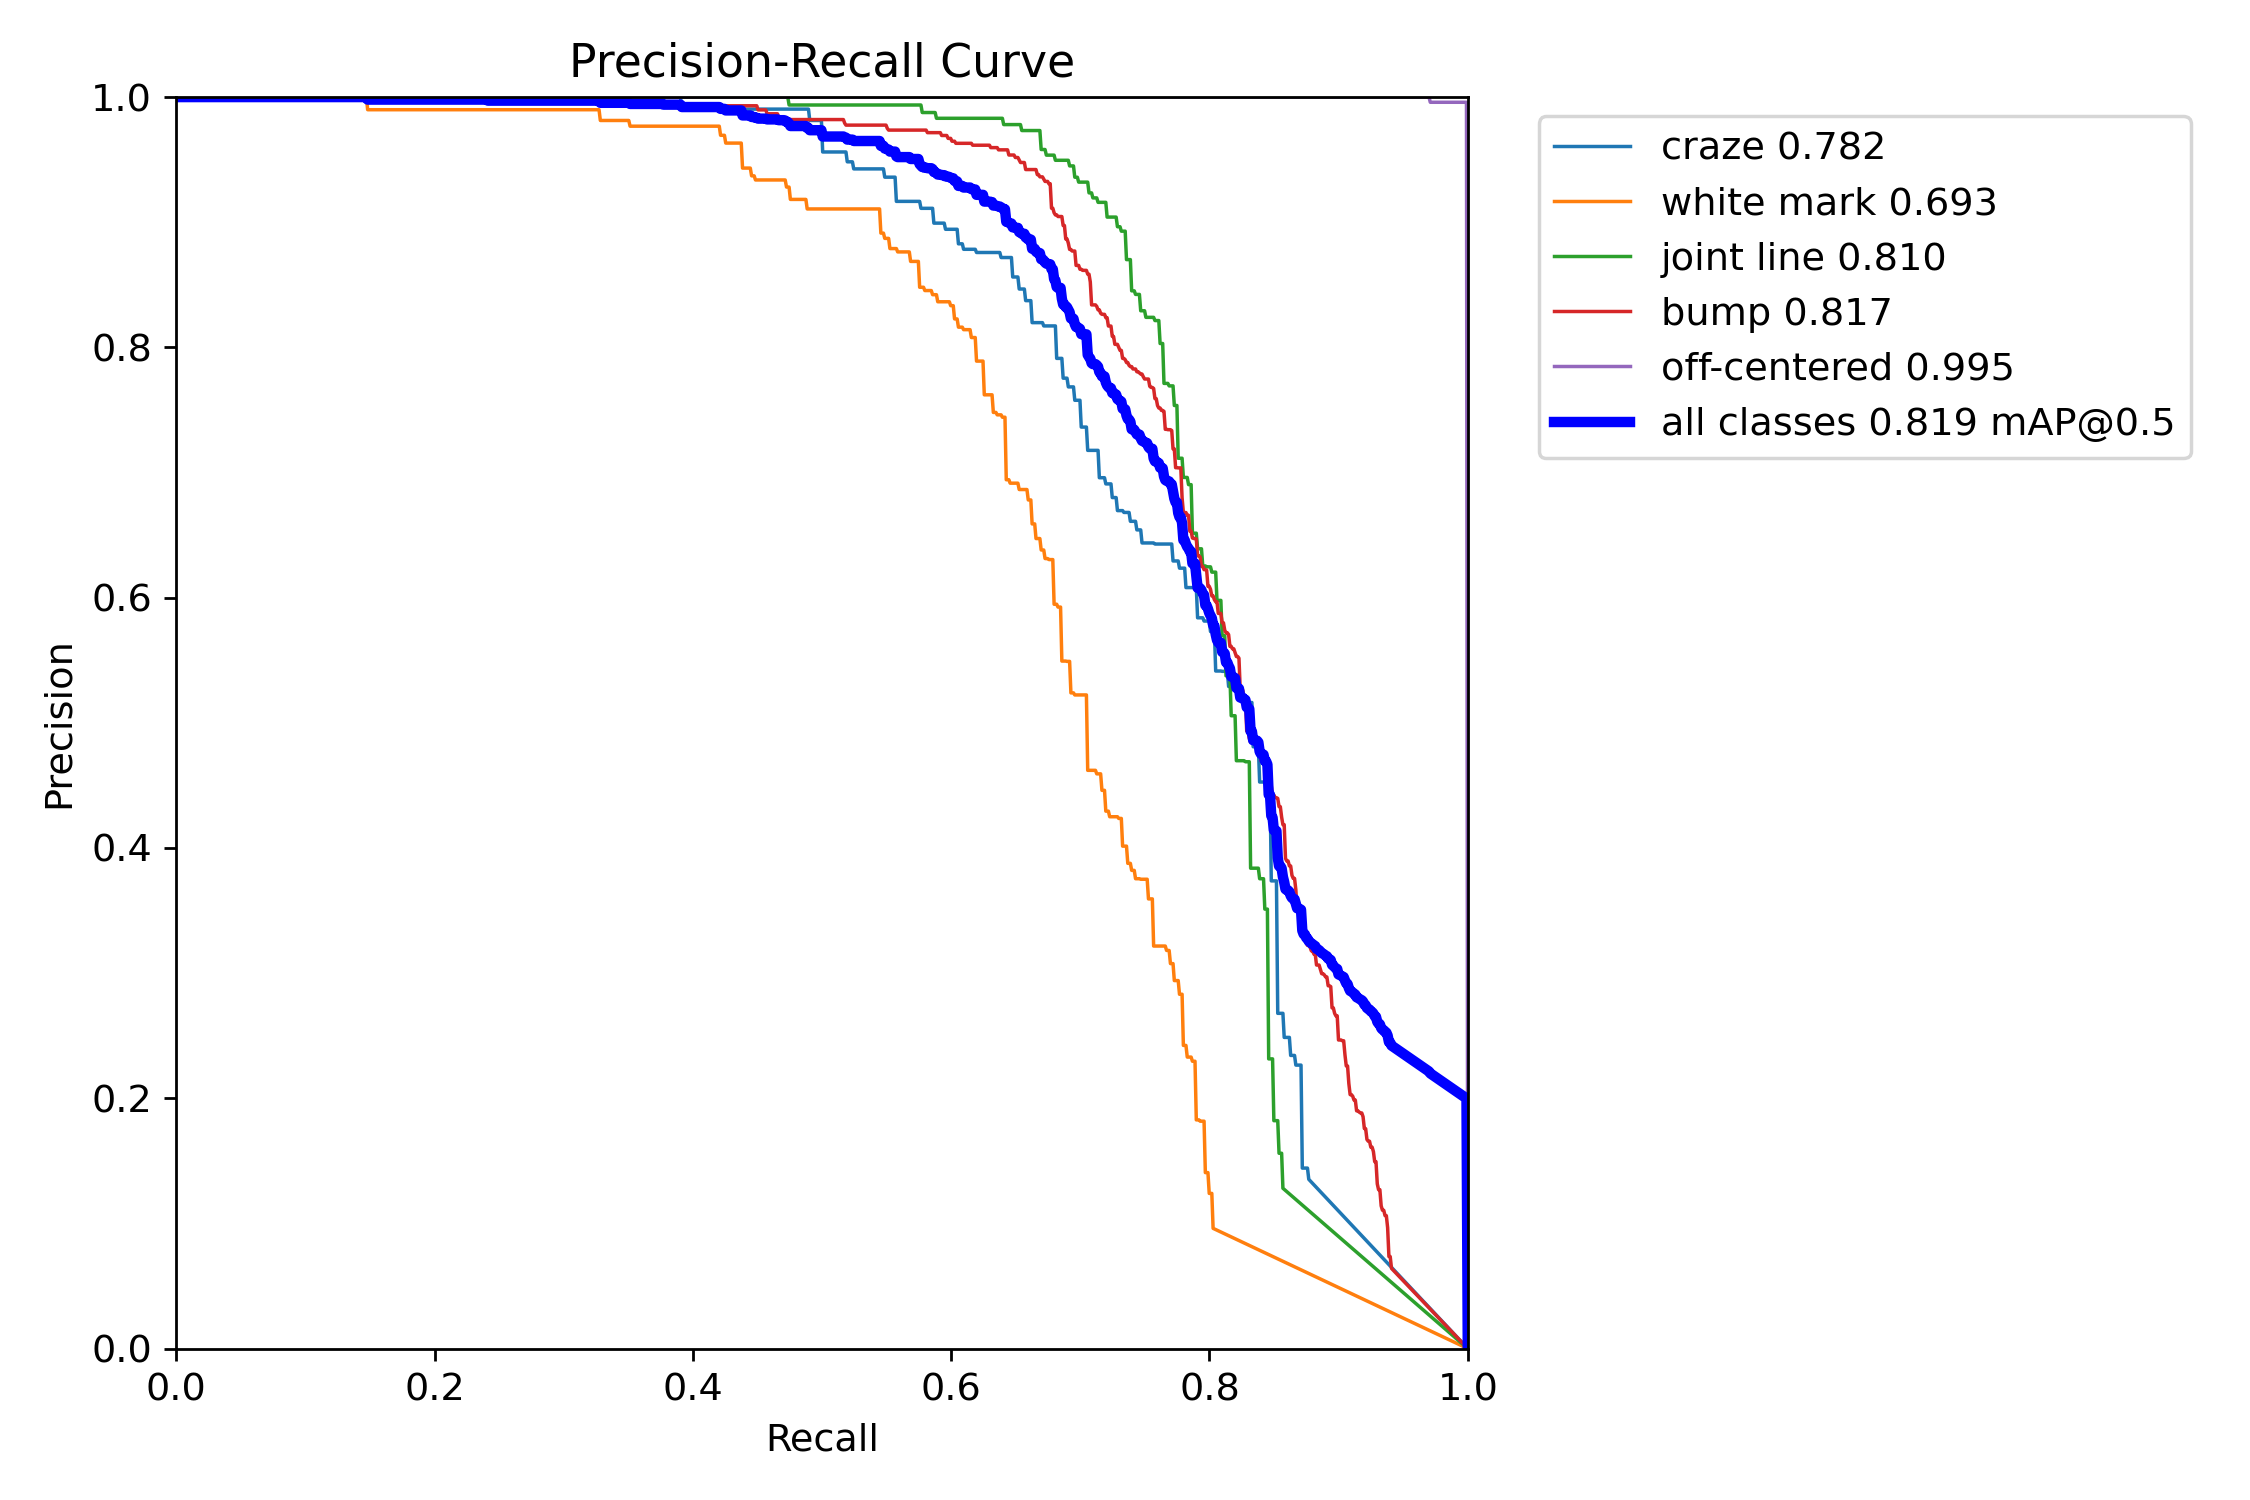 Precision-Recall Curve
1.0
0.8
0.6
0.4
0.2
0.0
Precision
0.0 0.2 0.4 0.6 0.8 1.0
Recall
craze 0.782
white mark 0.693
joint line 0.810
bump 0.817
off-centered 0.995
all classes 0.819 mAP@0.5